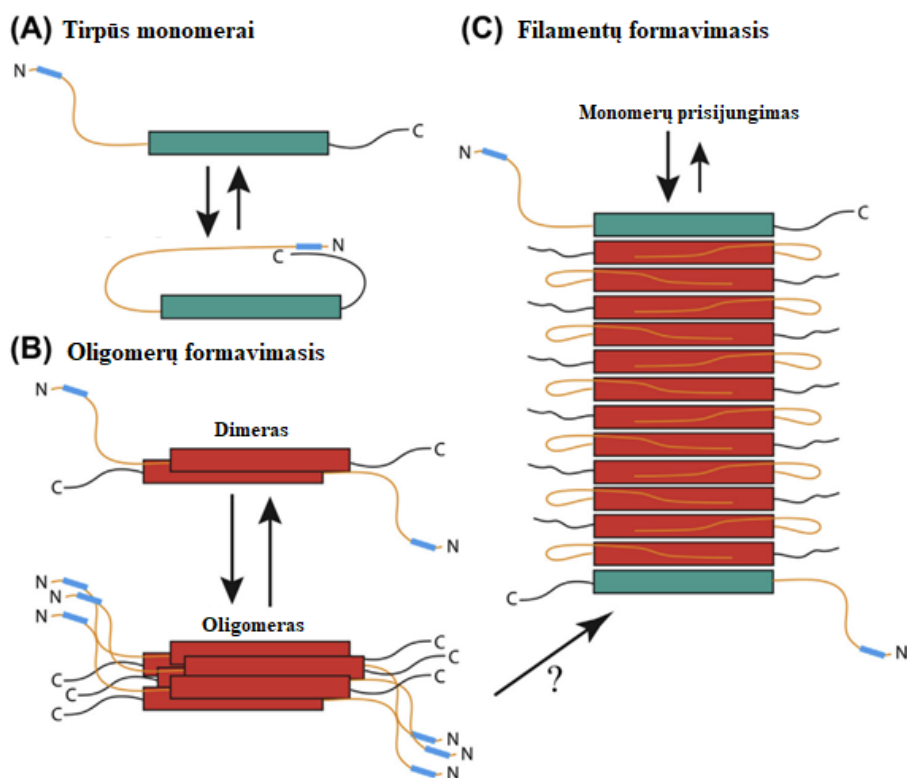 (A) Tirpūs monomerai
N
C
N
C
(B) Oligomerų formavimasis
N
Dimeras
C
C
N
N
N
N
Oligomeras
C
C
C
C
C
C
N
N
N
(C) Filamentų formavimasis
Monomerų prisijungimas
N
C
C
N
?